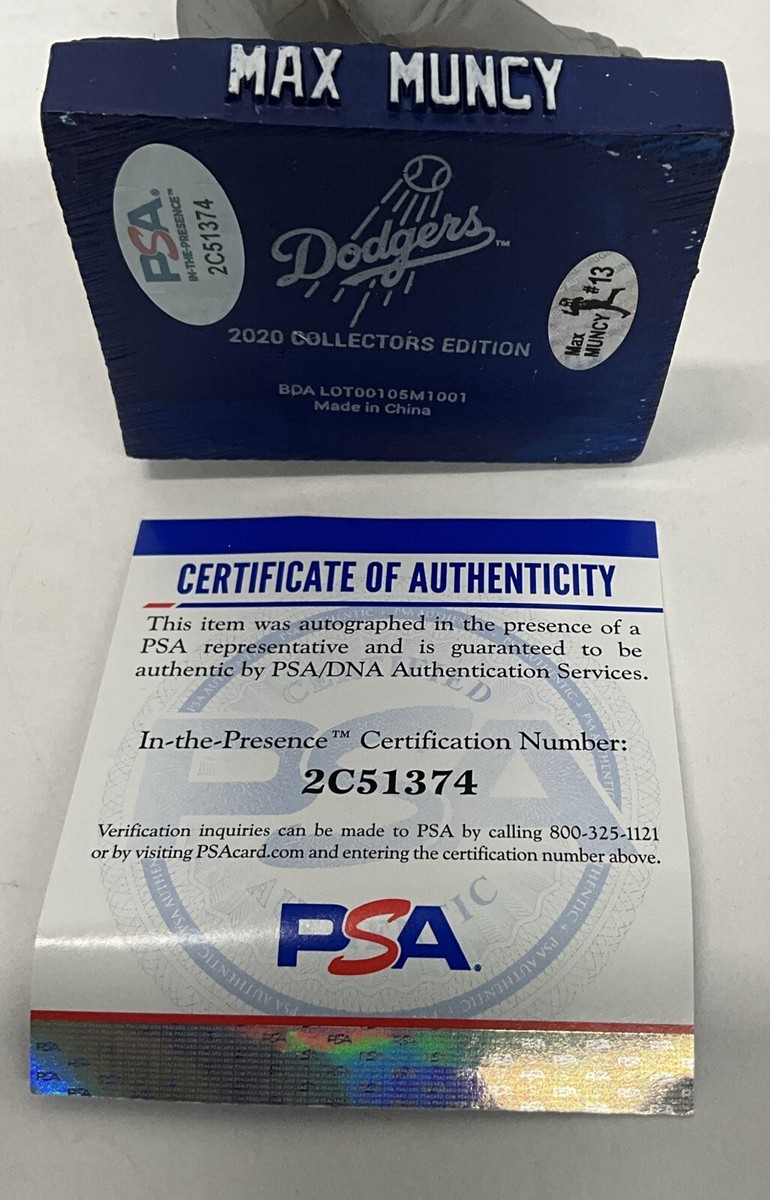 MAX MUNCY
PSA.
IN-THE-PRESENCE™
2C51374
Dodgers™
2020 COLLECTORS EDITION
Max
MUNCY
#13
BDA LOT00105M1001
Made in China
CERTIFICATE OF AUTHENTICITY
This item was autographed in the presence of a
PSA representative and is guaranteed to be
authentic by PSA/DNA Authentication Services.
In-the-Presence™ Certification Number:
2C51374
Verification inquiries can be made to PSA by calling 800-325-1121
or by visiting PSAcard.com and entering the certification number above.
PSA.